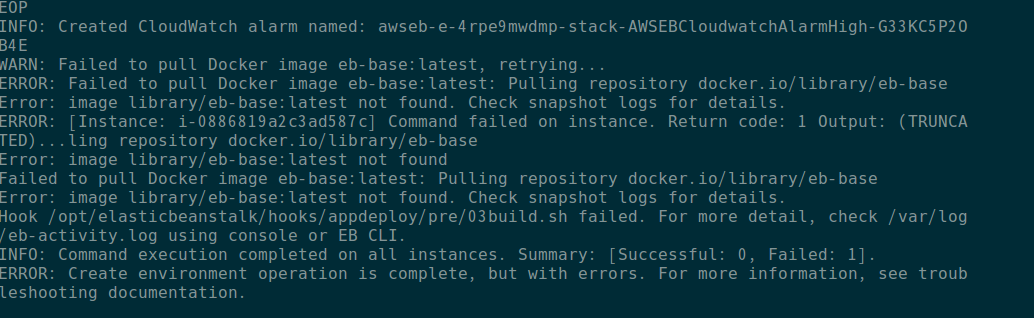 EOP
INFO: Created CloudWatch alarm named: awseb-e-4rpe9mwdmp-stack-AWSEBCloudwatchAlarmHigh-G33KC5P2O
B4E
WARN: Failed to pull Docker image eb-base:latest, retrying...
ERROR: Failed to pull Docker image eb-base:latest: Pulling repository docker.io/library/eb-base
Error: image library/eb-base:latest not found. Check snapshot logs for details.
ERROR: [Instance: i-0886819a2c3ad587c] Command failed on instance. Return code: 1 Output: (TRUNCA
TED)...ling repository docker.io/library/eb-base
Error: image library/eb-base:latest not found
Failed to pull Docker image eb-base:latest: Pulling repository docker.io/library/eb-base
Error: image library/eb-base:latest not found. Check snapshot logs for details.
Hook /opt/elasticbeanstalk/hooks/appdeploy/pre/03build.sh failed. For more detail, check /var/log
/eb-activity.log using console or EB CLI.
INFO: Command execution completed on all instances. Summary: [Successful: 0, Failed: 1].
ERROR: Create environment operation is complete, but with errors. For more information, see troub
leshooting documentation.